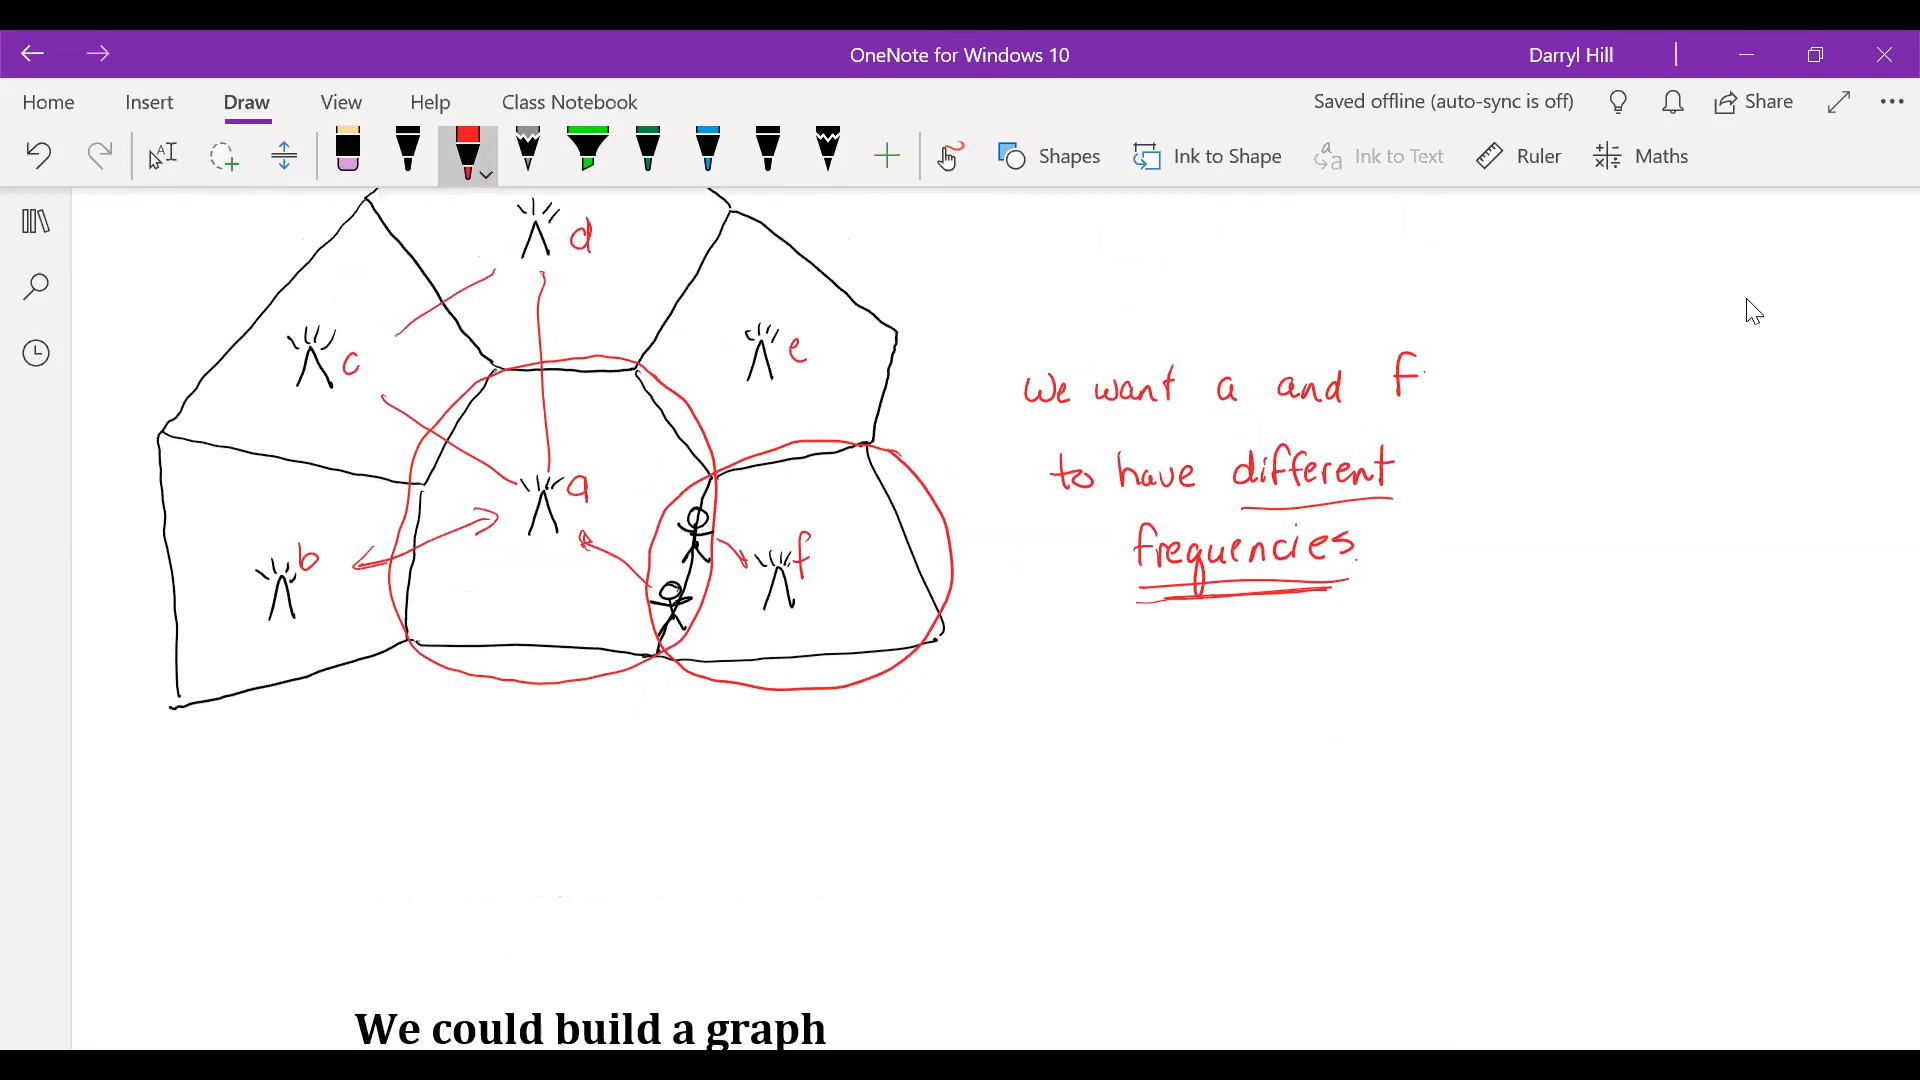 OneNote for Windows 10
Darryl Hill
Home Insert Draw View Help Class Notebook
Saved offline (auto-sync is off)
Share
Shapes
Ink to Shape
Ink to Text
Ruler
Maths
d
c
e
a
b
f
We want a and f
to have different
frequencies.
We could build a graph